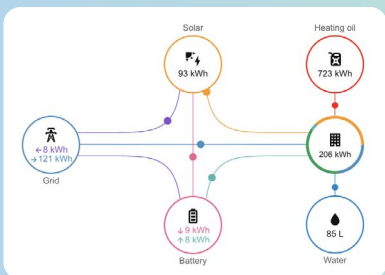 Solar
Heating oil
93 kWh
723 kWh
←8 kWh
→121 kWh
206 kWh
Grid
↓9 kWh
↑8 kWh
85 L
Battery
Water